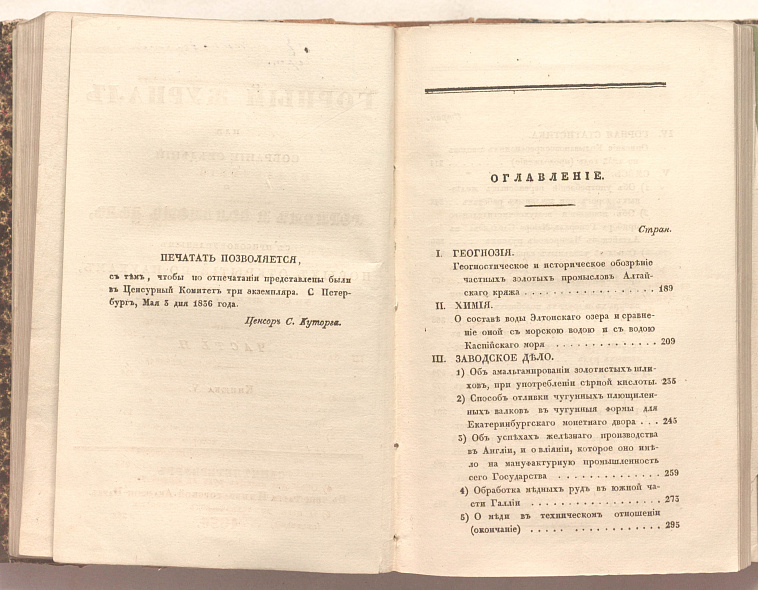 ПЕЧАТАТЬ ПОЗВОЛЯЕТСЯ,
съ тѣмъ, чтобы по отпечатаніи представлены были
въ Ценсурный Комитетъ три экземпляра. С Петер-
бургъ, Мая 5 дня 1836 года.
Ценсоръ С. Куторга.
ОГЛАВЛЕНІЕ.
Стран.
I. ГЕОГНОЗІЯ.
Геогностическое и историческое обозрѣніе
частныхъ золотыхъ промысловъ Алтай-
скаго кряжа . . . . . . . . . . . . . . . . 189
II. ХИМІЯ.
О составѣ воды Элтонскаго озера и сравне-
ніе оной съ морскою водою и съ водою
Каспійскаго моря . . . . . . . . . . . . . 209
III. ЗАВОДСКОЕ ДѢЛО.
1) Объ амальгамированіи золотистыхъ шли-
ховъ, при употребленіи сѣрной кислоты. 235
2) Способъ отливки чугунныхъ плющилен-
ныхъ валковъ въ чугунныя формы для
Екатеринбургскаго монетнаго двора . . . 245
3) Объ успѣхахъ желѣзнаго производства
въ Англіи, и о вліяніи, которое оно имѣ-
ло на мануфактурную промышленность
сего Государства . . . . . . . . . . . . . 259
4) Обработка мѣдныхъ рудъ въ южной ча-
сти Галліи . . . . . . . . . . . . . . . . 273
5) О мѣди въ техническомъ отношеніи
(окончаніе) . . . . . . . . . . . . . . . . 295